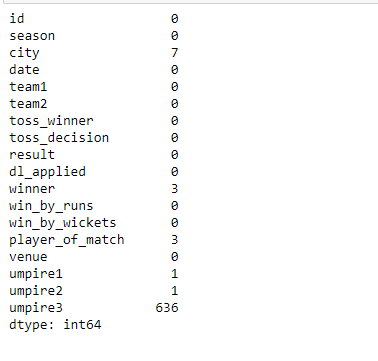 id 0
season 0
city 7
date 0
team1 0
team2 0
toss_winner 0
toss_decision 0
result 0
dl_applied 0
winner 3
win_by_runs 0
win_by_wickets 0
player_of_match 3
venue 0
umpire1 1
umpire2 1
umpire3 636
dtype: int64